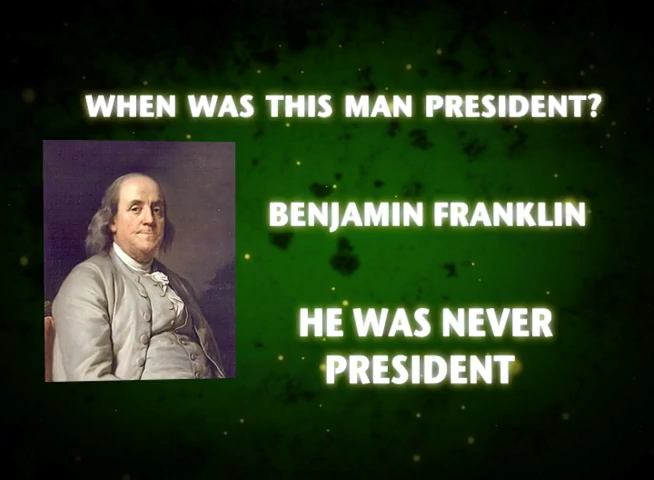 WHEN WAS THIS MAN PRESIDENT?
BENJAMIN FRANKLIN
HE WAS NEVER
PRESIDENT